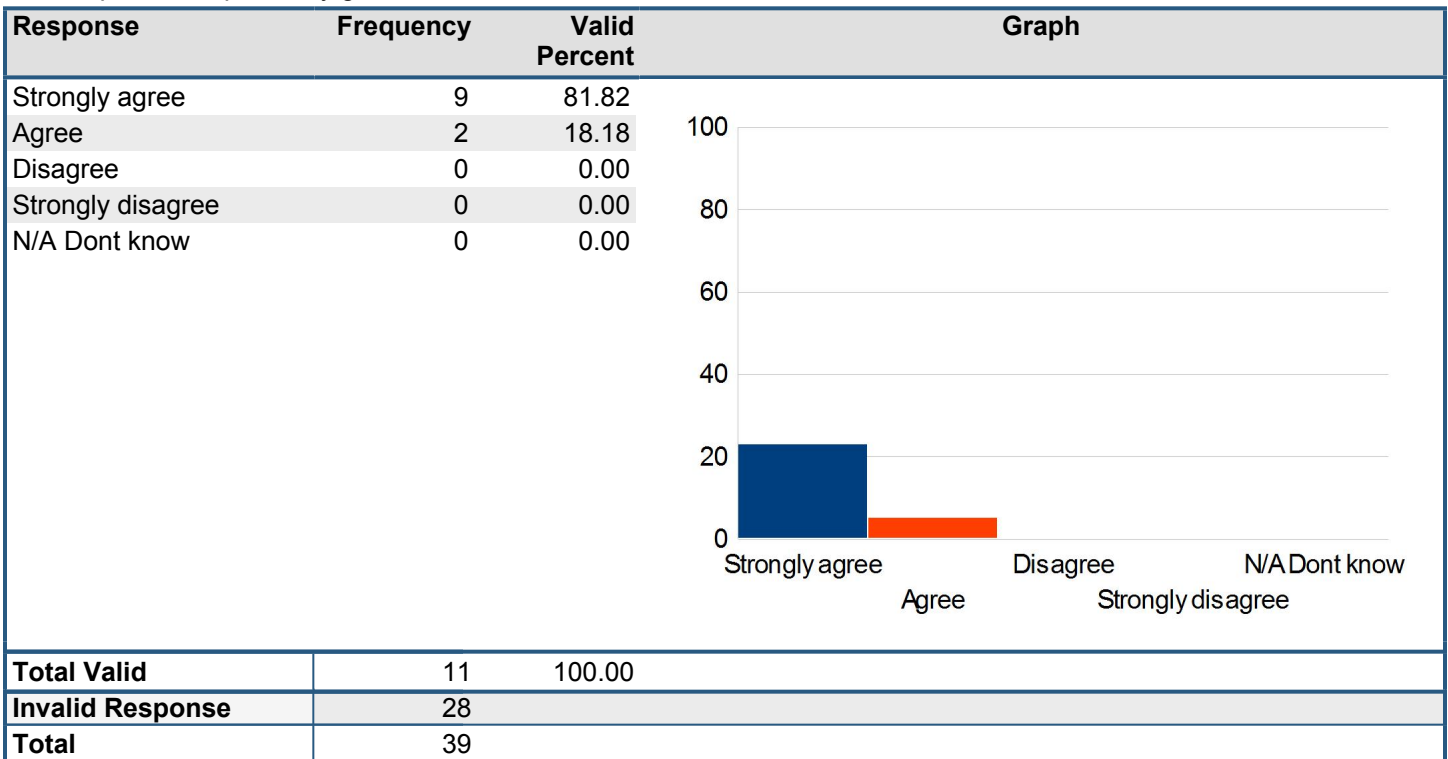 Response Frequency Valid Percent Graph
Strongly agree 9 81.82
Agree 2 18.18
Disagree 0 0.00
Strongly disagree 0 0.00
N/A Dont know 0 0.00
100
80
60
40
20
0
Strongly agree Disagree N/A Dont know
Agree Strongly disagree
Total Valid 11 100.00
Invalid Response 28
Total 39